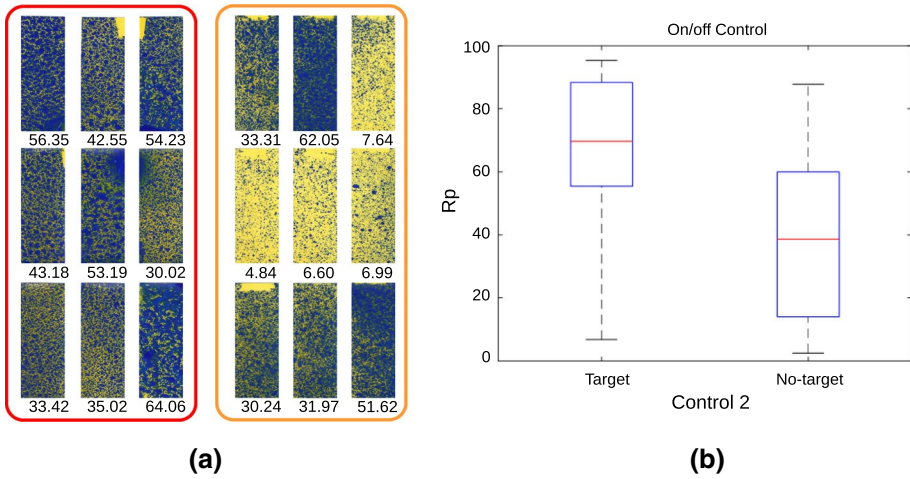 56.35 42.55 54.23
43.18 53.19 30.02
33.42 35.02 64.06
33.31 62.05 7.64
4.84 6.60 6.99
30.24 31.97 51.62
(a)
On/off Control
Rp
100
80
60
40
20
0
Target No-target
Control 2
(b)